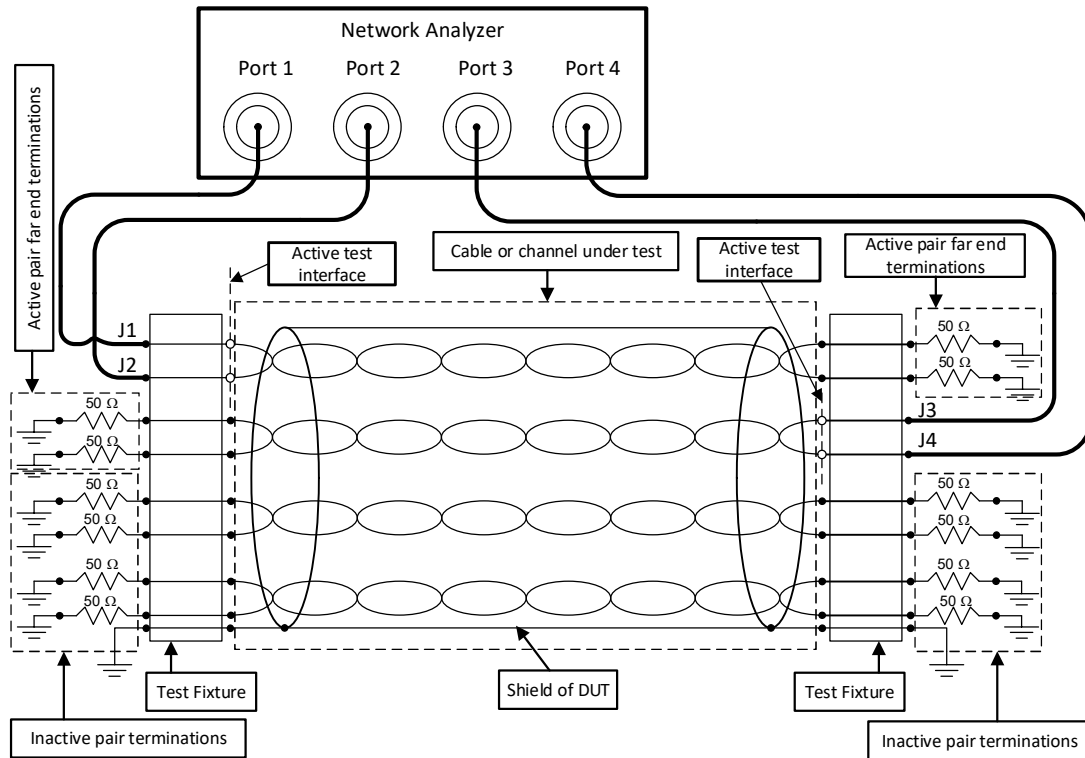 Network Analyzer
Port 1
Port 2
Port 3
Port 4
Active pair far end terminations
Active test
interface
Cable or channel under test
Active test
interface
Active pair far end
terminations
J1
J2
50 Ω
50 Ω
50 Ω
50 Ω
50 Ω
50 Ω
50 Ω
50 Ω
J3
J4
50 Ω
50 Ω
50 Ω
50 Ω
Test Fixture
Shield of DUT
Test Fixture
Inactive pair terminations
Inactive pair terminations